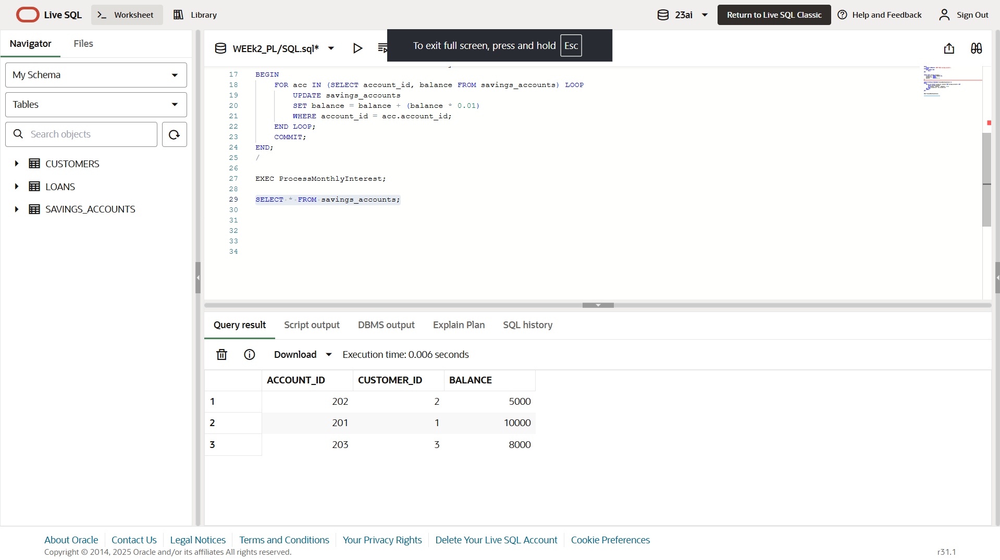 Live SQL
Worksheet
Library
23ai
Return to Live SQL Classic
Help and Feedback
Sign Out
Navigator
Files
My Schema
Tables
Search objects
CUSTOMERS
LOANS
SAVINGS_ACCOUNTS
WEEk2_PL/SQL.sql*
To exit full screen, press and hold Esc
17 BEGIN
18 FOR acc IN (SELECT account_id, balance FROM savings_accounts) LOOP
19 UPDATE savings_accounts
20 SET balance = balance + (balance * 0.01)
21 WHERE account_id = acc.account_id;
22 END LOOP;
23 COMMIT;
24 END;
25 /
26
27 EXEC ProcessMonthlyInterest;
28
29 SELECT * FROM savings_accounts;
30
31
32
33
34
Query result
Script output
DBMS output
Explain Plan
SQL history
Download
Execution time: 0.006 seconds
ACCOUNT_ID CUSTOMER_ID BALANCE
1 202 2 5000
2 201 1 10000
3 203 3 8000
About Oracle
Contact Us
Legal Notices
Terms and Conditions
Your Privacy Rights
Delete Your Live SQL Account
Cookie Preferences
Copyright © 2014, 2025 Oracle and/or its affiliates All rights reserved.
r31.1